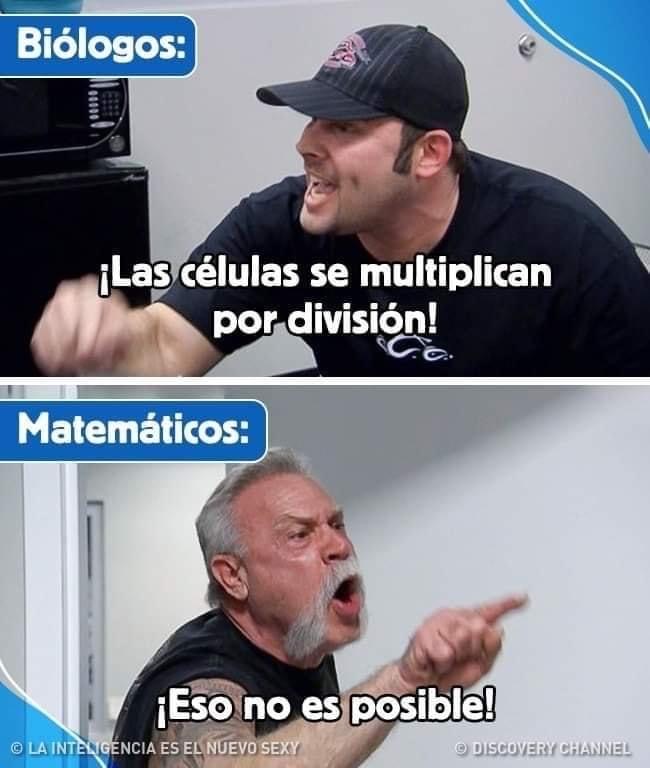 Biólogos:
¡Las células se multiplican
por división!
C.C.
Matemáticos:
¡Eso no es posible!
© LA INTELIGENCIA ES EL NUEVO SEXY
© DISCOVERY CHANNEL